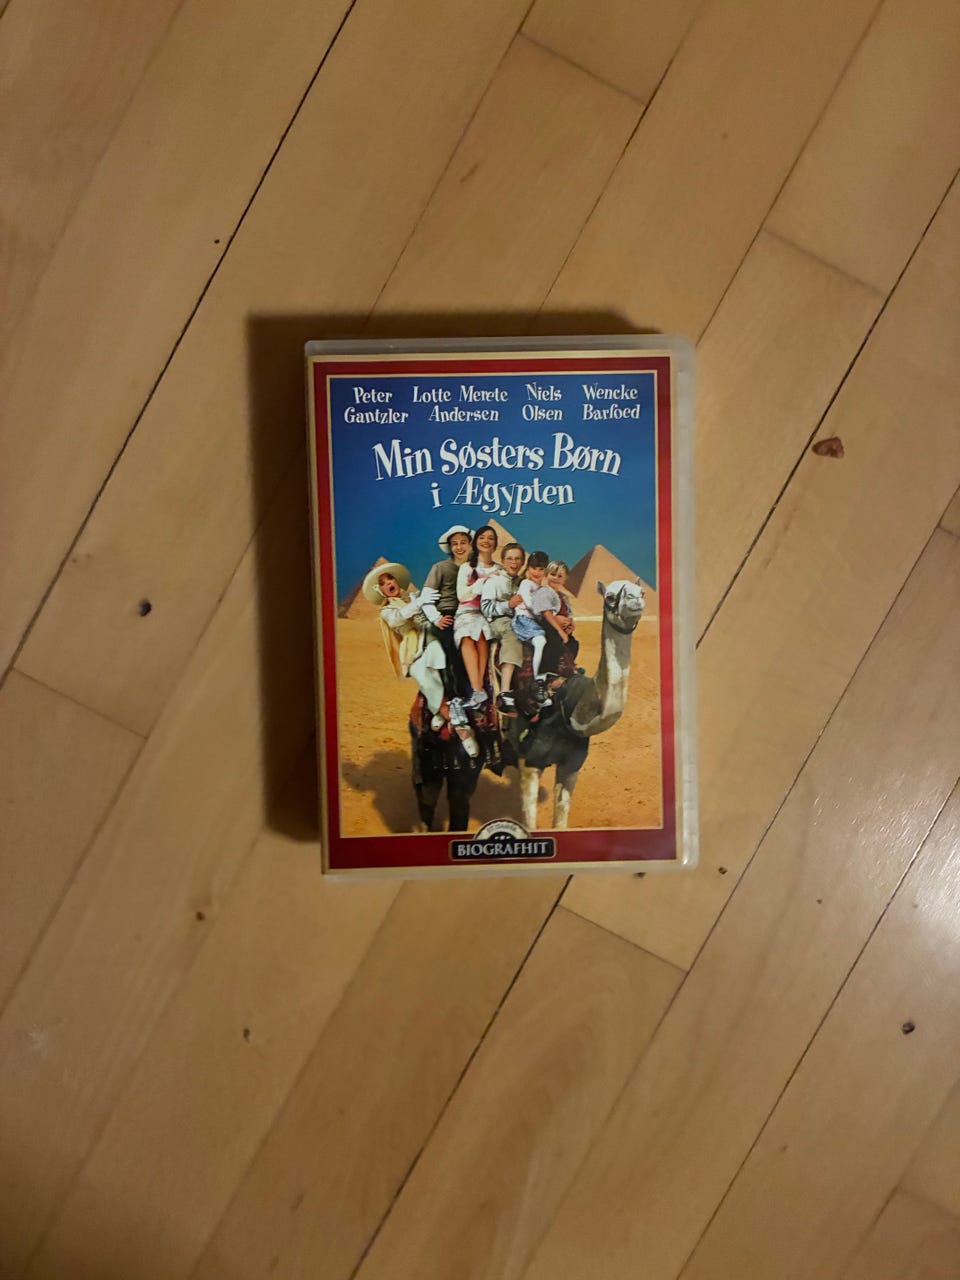 Peter Lotte Merete Niels Wencke
Gantzler Andersen Olsen Barfoed
Min Søsters Børn
i Ægypten
BIOGRAFHIT